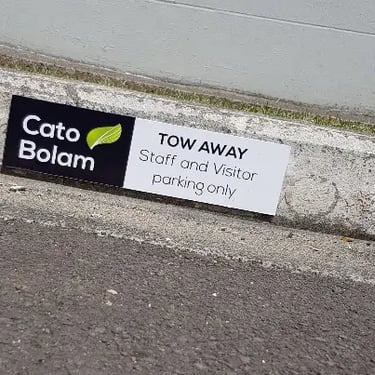 Cato
Bolam
TOW AWAY
Staff and Visitor
parking only